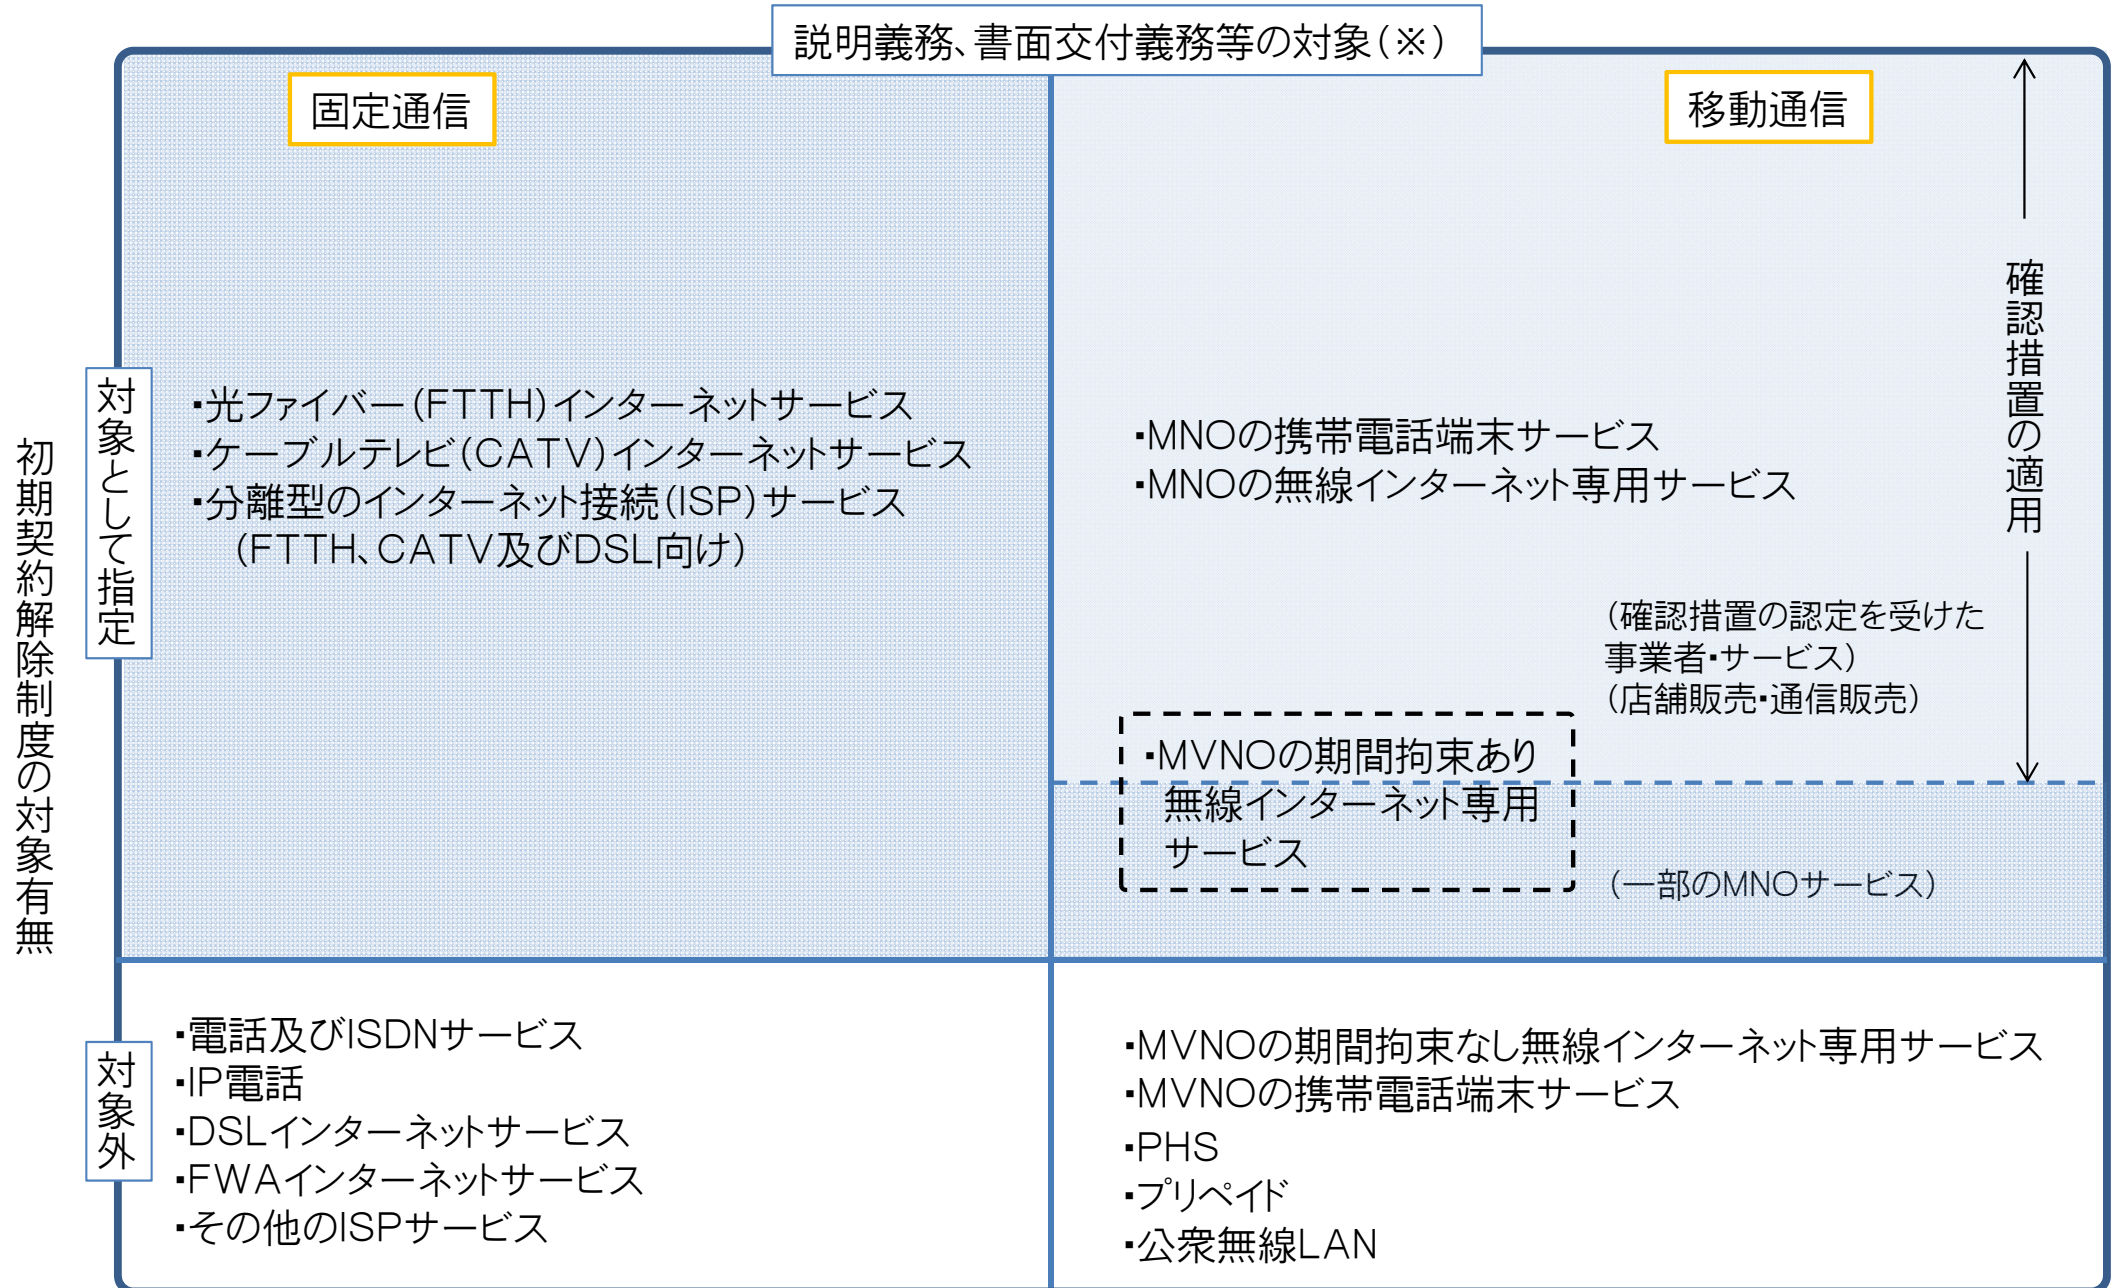 説明義務、書面交付義務等の対象(※)
固定通信
移動通信
初期契約解除制度の対象有無
対象として指定
・光ファイバー(FTTH)インターネットサービス
・ケーブルテレビ(CATV)インターネットサービス
・分離型のインターネット接続(ISP)サービス
(FTTH、CATV及びDSL向け)
・MNOの携帯電話端末サービス
・MNOの無線インターネット専用サービス
確認措置の適用
(確認措置の認定を受けた
事業者・サービス)
(店舗販売・通信販売)
・MVNOの期間拘束あり
無線インターネット専用
サービス
(一部のMNOサービス)
対象外
・電話及びISDNサービス
・IP電話
・DSLインターネットサービス
・FWAインターネットサービス
・その他のISPサービス
・MVNOの期間拘束なし無線インターネット専用サービス
・MVNOの携帯電話端末サービス
・PHS
・プリペイド
・公衆無線LAN